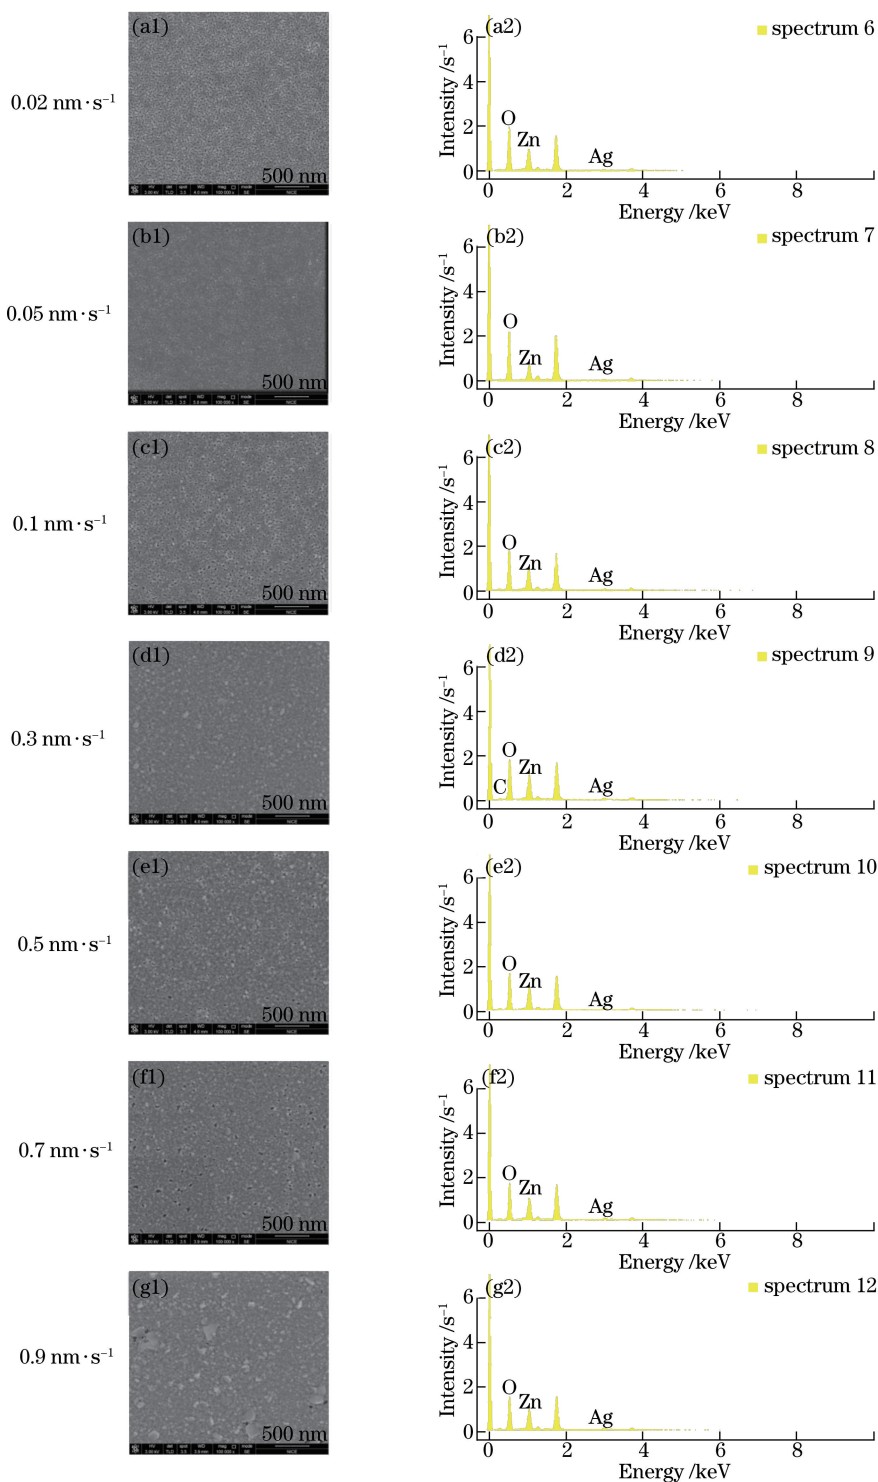 (a1)
0.02 nm·s⁻¹
500 nm
(a2)
spectrum 6
Intensity /s⁻¹
6
4
2
0
O
Zn
Ag
0 2 4 6 8
Energy /keV
(b1)
0.05 nm·s⁻¹
500 nm
(b2)
spectrum 7
Intensity /s⁻¹
6
4
2
0
O
Zn
Ag
0 2 4 6 8
Energy /keV
(c1)
0.1 nm·s⁻¹
500 nm
(c2)
spectrum 8
Intensity /s⁻¹
6
4
2
0
O
Zn
Ag
0 2 4 6 8
Energy /keV
(d1)
0.3 nm·s⁻¹
500 nm
(d2)
spectrum 9
Intensity /s⁻¹
6
4
2
0
O
Zn
C
Ag
0 2 4 6 8
Energy /keV
(e1)
0.5 nm·s⁻¹
500 nm
(e2)
spectrum 10
Intensity /s⁻¹
6
4
2
0
O
Zn
Ag
0 2 4 6 8
Energy /keV
(f1)
0.7 nm·s⁻¹
500 nm
(f2)
spectrum 11
Intensity /s⁻¹
6
4
2
0
O
Zn
Ag
0 2 4 6 8
Energy /keV
(g1)
0.9 nm·s⁻¹
500 nm
(g2)
spectrum 12
Intensity /s⁻¹
6
4
2
0
O
Zn
Ag
0 2 4 6 8
Energy /keV